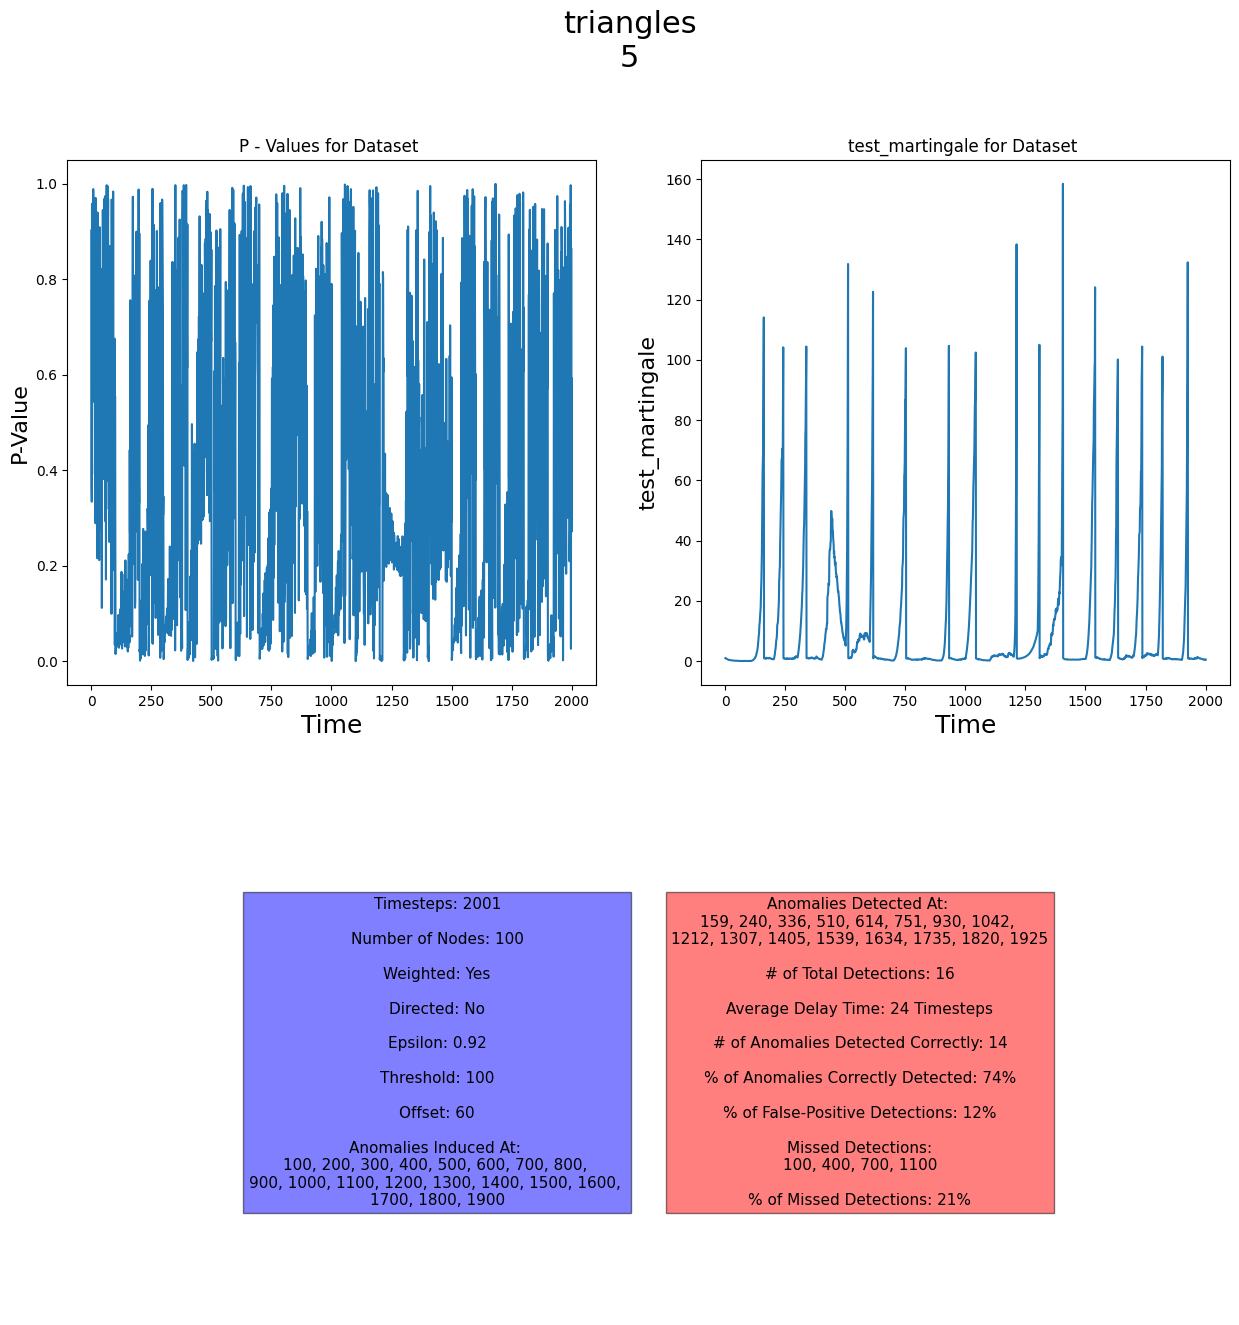 triangles
5
P - Values for Dataset
test_martingale for Dataset
P-Value
1.0
0.8
0.6
0.4
0.2
0.0
0 250 500 750 1000 1250 1500 1750 2000
Time
test_martingale
160
140
120
100
80
60
40
20
0
0 250 500 750 1000 1250 1500 1750 2000
Time
Timesteps: 2001
Number of Nodes: 100
Weighted: Yes
Directed: No
Epsilon: 0.92
Threshold: 100
Offset: 60
Anomalies Induced At:
100, 200, 300, 400, 500, 600, 700, 800,
900, 1000, 1100, 1200, 1300, 1400, 1500, 1600,
1700, 1800, 1900
Anomalies Detected At:
159, 240, 336, 510, 614, 751, 930, 1042,
1212, 1307, 1405, 1539, 1634, 1735, 1820, 1925
# of Total Detections: 16
Average Delay Time: 24 Timesteps
# of Anomalies Detected Correctly: 14
% of Anomalies Correctly Detected: 74%
% of False-Positive Detections: 12%
Missed Detections:
100, 400, 700, 1100
% of Missed Detections: 21%